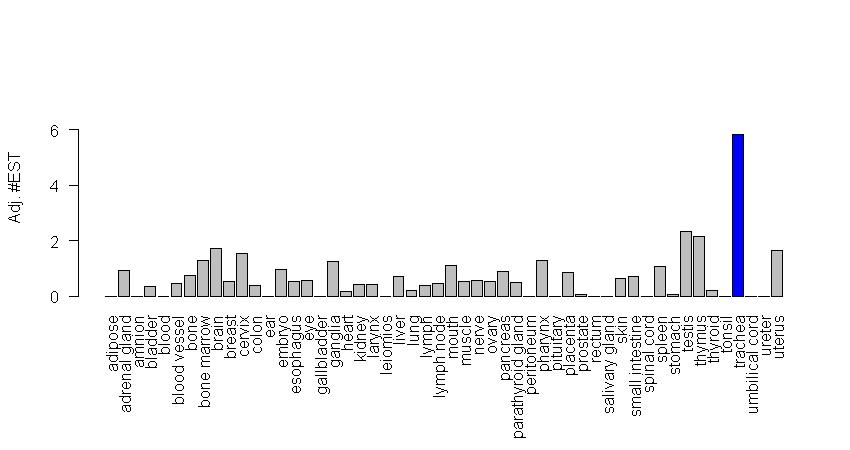 Adj. #EST
6
4
2
0
adipose
adrenal gland
amnion
bladder
blood
blood vessel
bone
bone marrow
brain
breast
cervix
colon
ear
embryo
esophagus
eye
gallbladder
ganglia
heart
kidney
larynx
leiomios
liver
lung
lymph
lymph node
mouth
muscle
nerve
ovary
pancreas
parathyroid gland
peritoneum
pharynx
pituitary
placenta
prostate
rectum
salivary gland
skin
small intestine
spinal cord
spleen
stomach
testis
thymus
thyroid
tonsil
trachea
umbilical cord
ureter
uterus